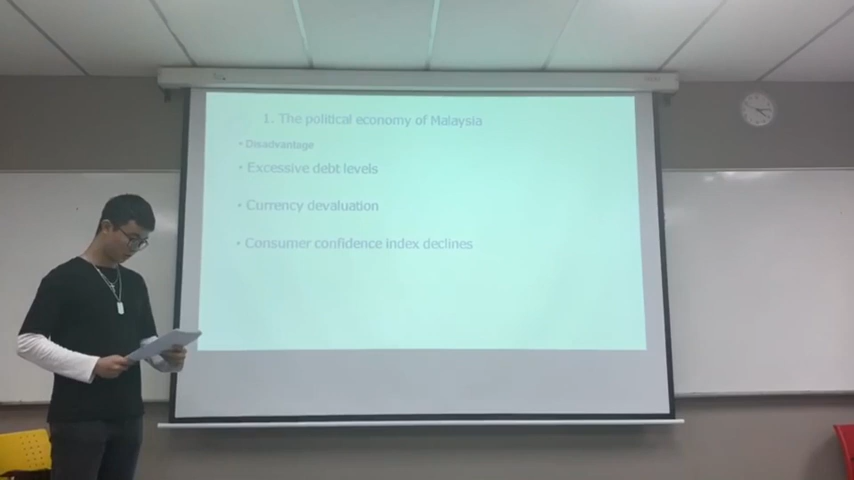 1. The political economy of Malaysia
• Disadvantage
• Excessive debt levels
• Currency devaluation
• Consumer confidence index declines